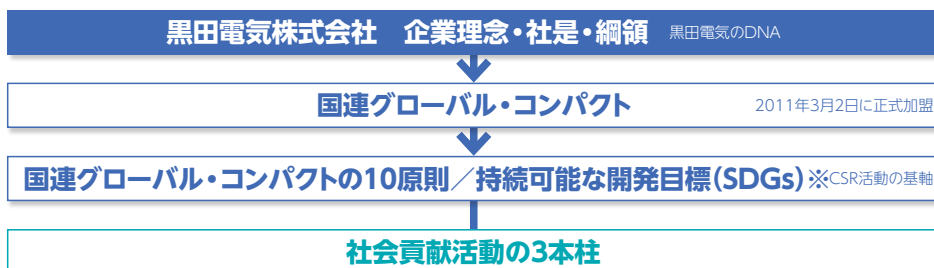 黒田電気株式会社　企業理念・社是・綱領　黒田電気のDNA
国連グローバル・コンパクト　2011年3月2日に正式加盟
国連グローバル・コンパクトの10原則／持続可能な開発目標(SDGs)※CSR活動の基軸
社会貢献活動の3本柱